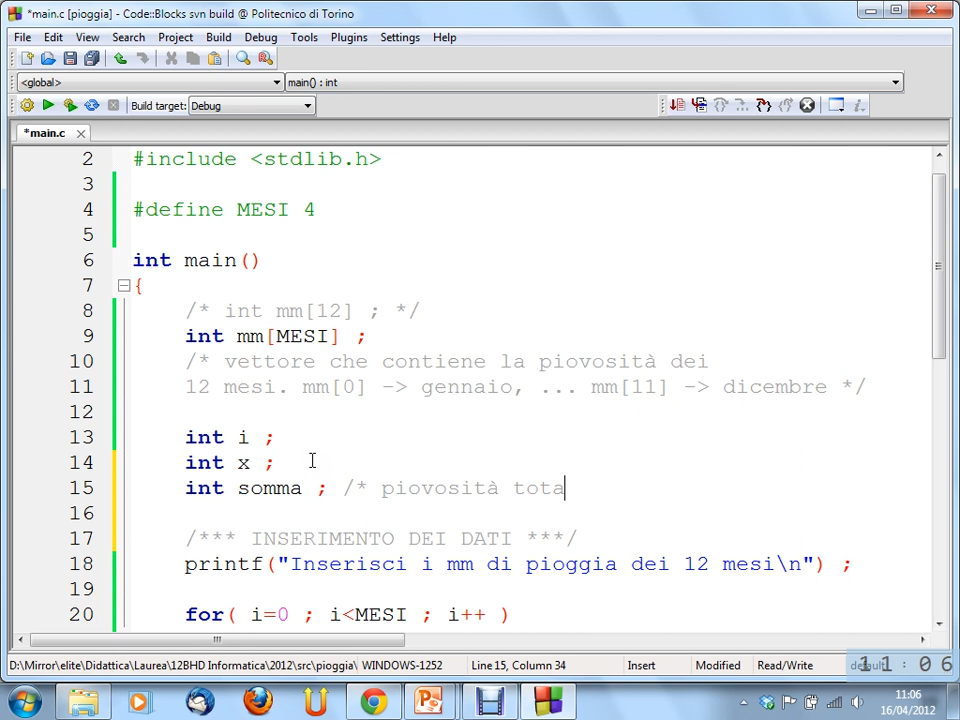 *main.c [pioggia] - Code::Blocks svn build @ Politecnico di Torino
File Edit View Search Project Build Debug Tools Plugins Settings Help
<global> main() : int
Build target: Debug
*main.c
2 #include <stdlib.h>
3
4 #define MESI 4
5
6 int main()
7 {
8 /* int mm[12] ; */
9 int mm[MESI] ;
10 /* vettore che contiene la piovosità dei
11 12 mesi. mm[0] -> gennaio, ... mm[11] -> dicembre */
12
13 int i ;
14 int x ;
15 int somma ; /* piovosità tota
16
17 /*** INSERIMENTO DEI DATI ***/
18 printf("Inserisci i mm di pioggia dei 12 mesi\n") ;
19
20 for( i=0 ; i<MESI ; i++ )
D:\Mirror\elite\Didattica\Laurea\12BHD Informatica\2012\src\pioggia\ WINDOWS-1252 Line 15, Column 34 Insert Modified Read/Write default
11:06
11:06
16/04/2012